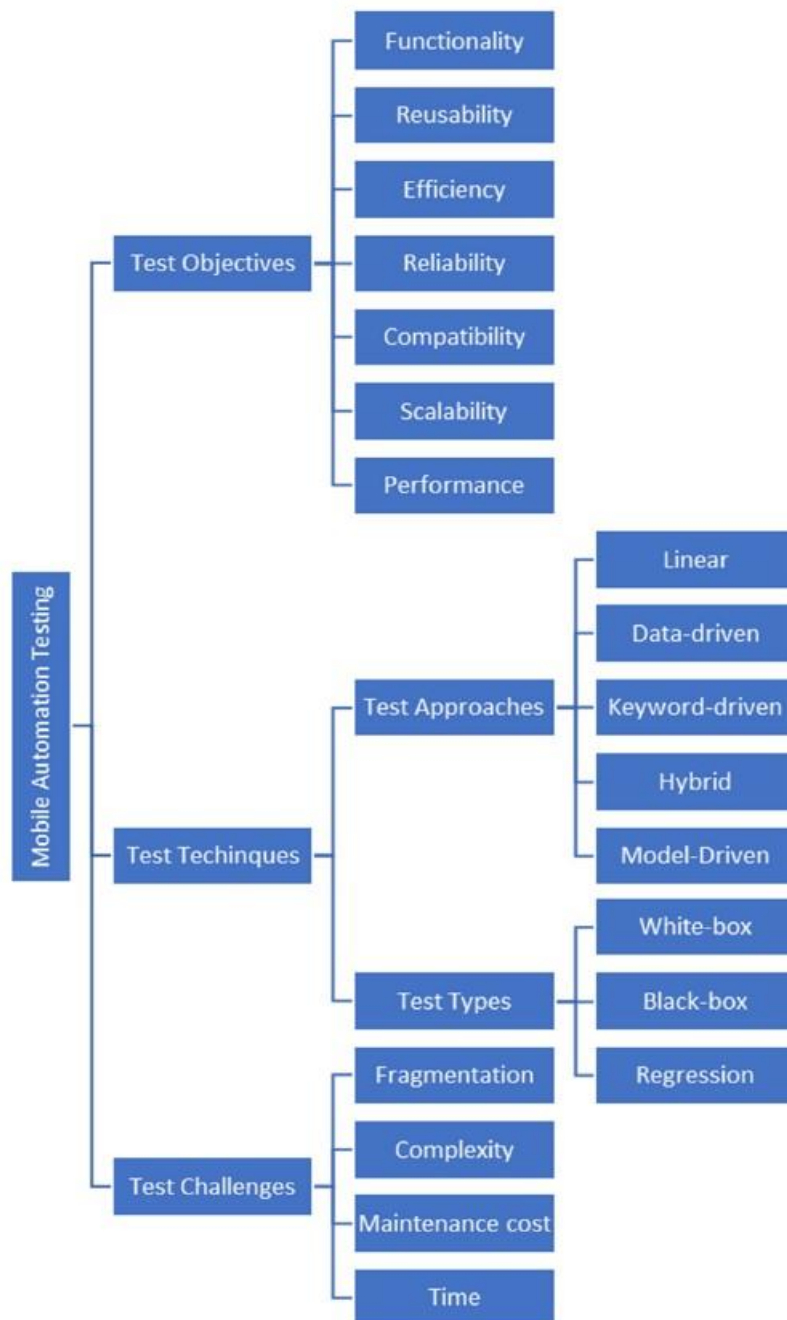 Functionality
Reusability
Efficiency
Test Objectives
Reliability
Compatibility
Scalability
Performance
Mobile Automation Testing
Linear
Data-driven
Test Approaches
Keyword-driven
Hybrid
Test Techinques
Model-Driven
White-box
Test Types
Black-box
Regression
Fragmentation
Complexity
Test Challenges
Maintenance cost
Time